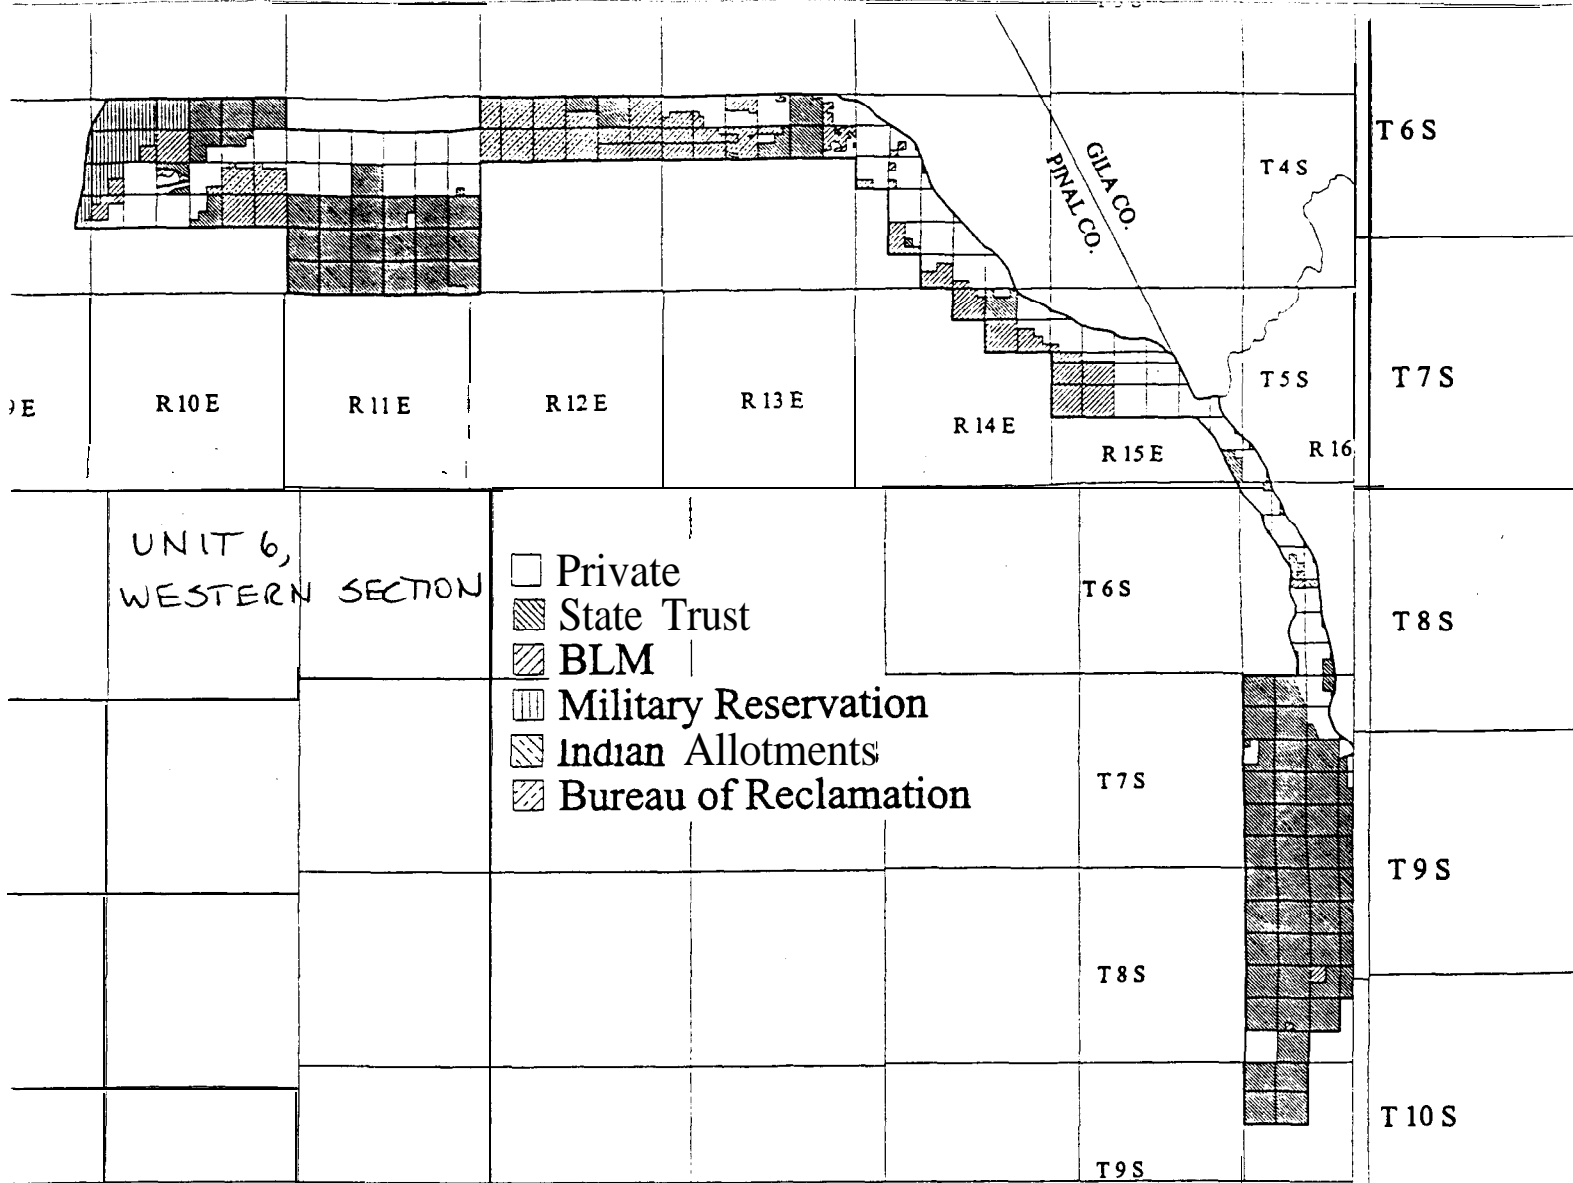 T 6 S
GILA CO.
PINAL CO.
T 4 S
T 5 S
T 7 S
R 10 E
R 11 E
R 12 E
R 13 E
R 14 E
R 15 E
R 16
UNIT 6,
WESTERN SECTION
Private
State Trust
BLM
Military Reservation
Indian Allotments
Bureau of Reclamation
T 6 S
T 8 S
T 7 S
T 9 S
T 8 S
T 10 S
T 9 S